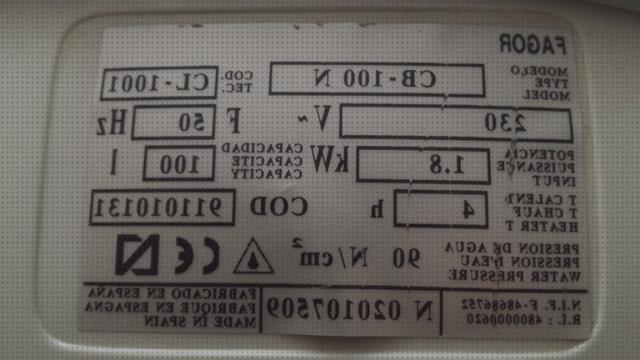 FAGOR
MODELO TYPE MODEL CB-100 N COD. TEC. CL-1001
230 V~ F 50 Hz
POTENCIA PUISSANCE INPUT 1.8 kW CAPACIDAD CAPACITE CAPACITY 100 l
T CALENT T CHAUF HEATER T 4 h COD 911010131
PRESION DE AGUA
PRESSION D'EAU
WATER PRESSURE
90 N/cm² CE N
N.I.F. F-48686752
R.I.: 4800000620
N 020107509
FABRICADO EN ESPAÑA
FABRIQUE EN ESPAGNE
MADE IN SPAIN